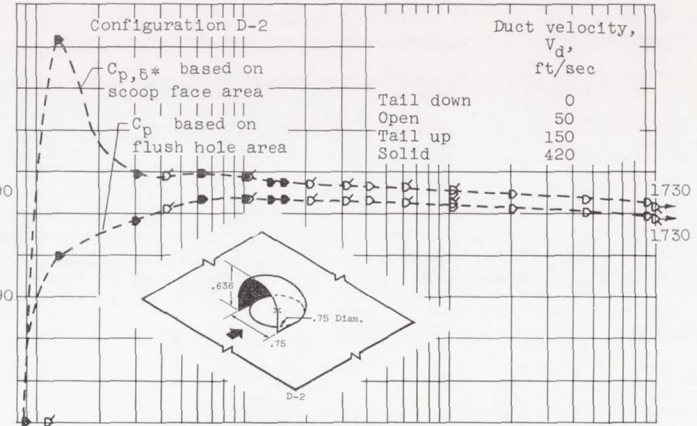 Configuration D-2
Duct velocity,
V_d,
ft/sec
C_p,δ* based on
scoop face area
C_p based on
flush hole area
Tail down 0
Open 50
Tail up 150
Solid 420
1730
1730
.636
.75 Diam.
.75
D-2